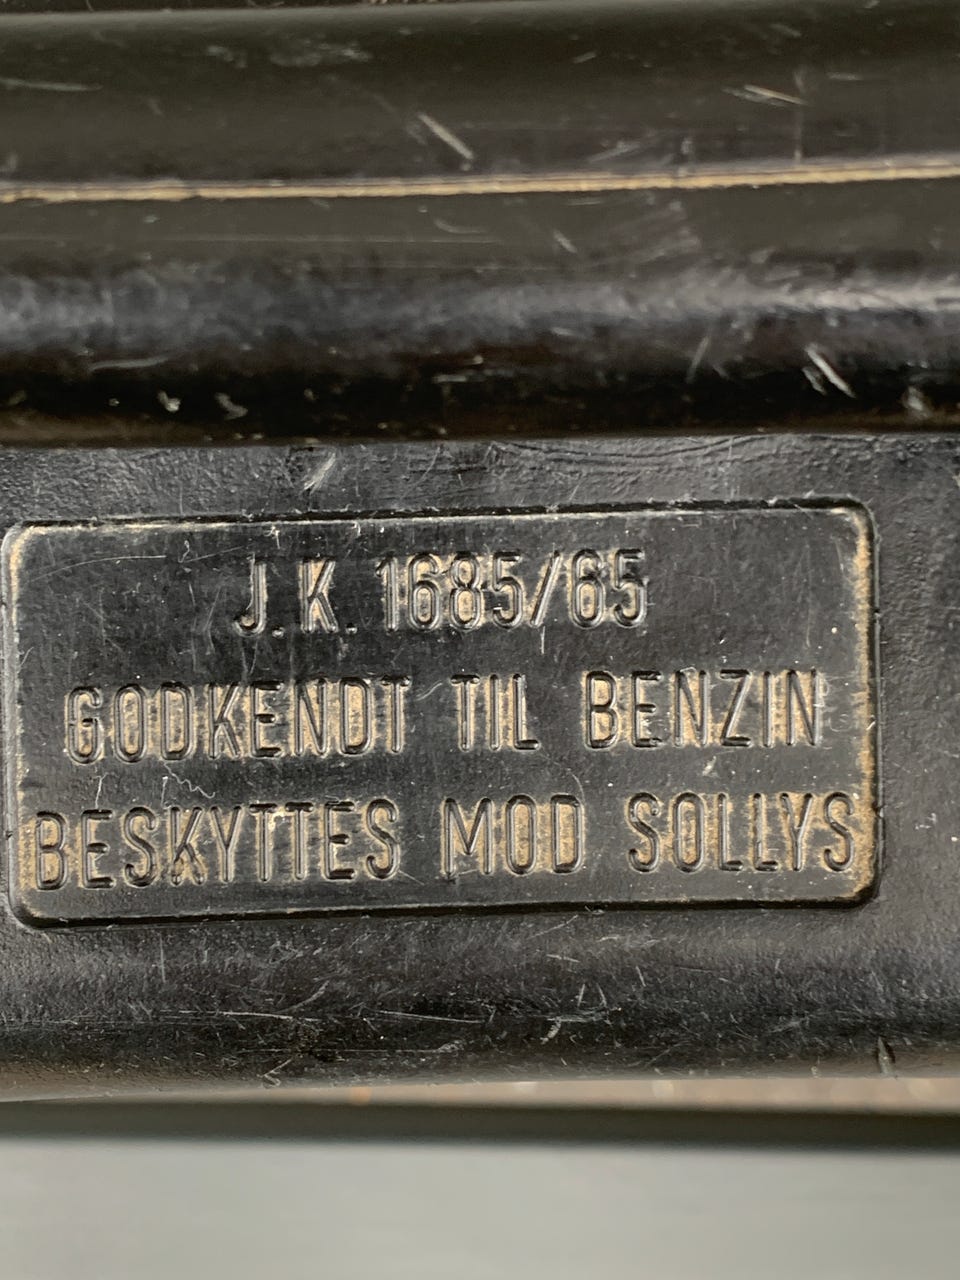 J.K. 1685/65
GODKENDT TIL BENZIN
BESKYTTES MOD SOLLYS